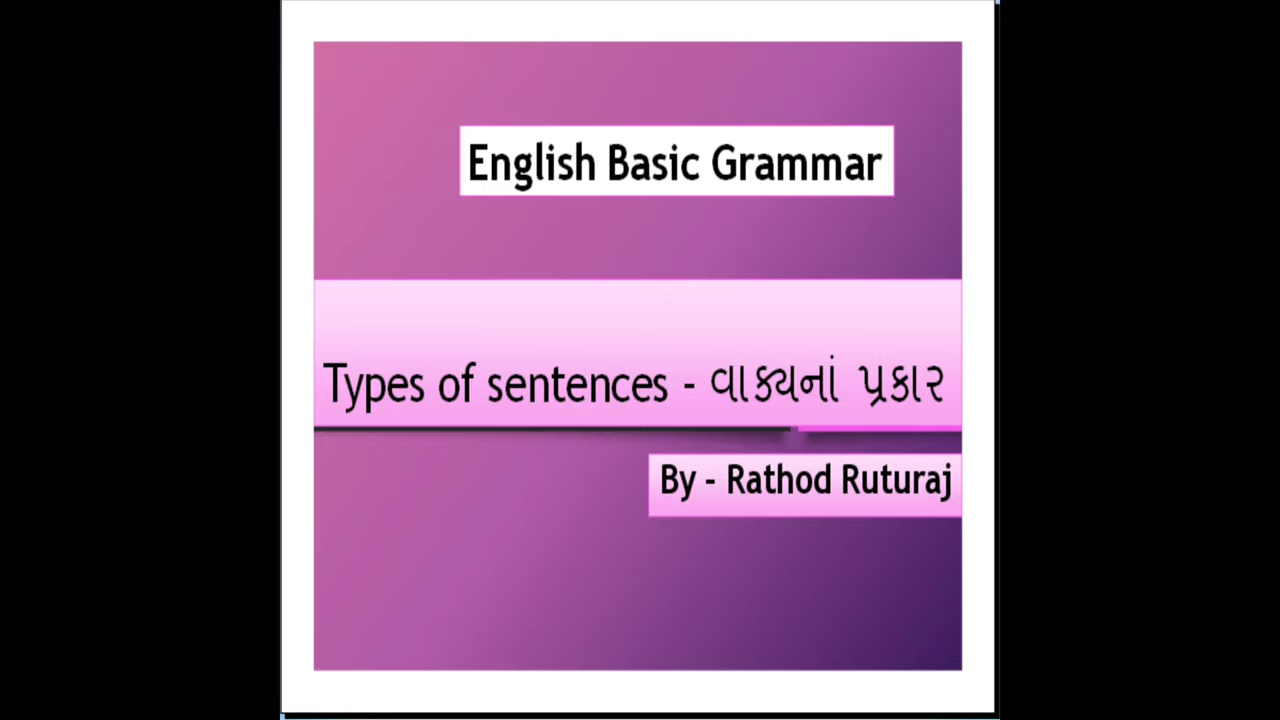 English Basic Grammar
Types of sentences - વાક્યનાં પ્રકાર
By - Rathod Ruturaj